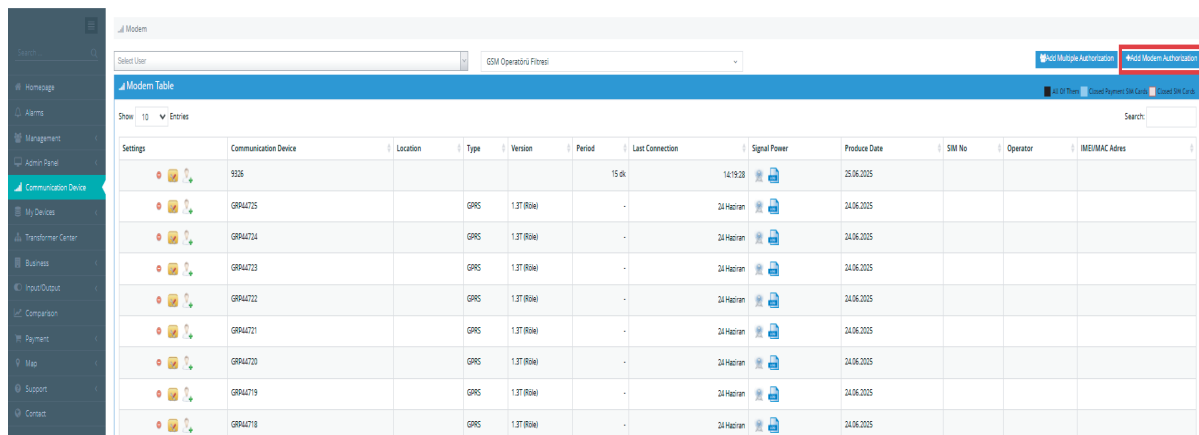 Modem
Search...
Select User
GSM Operatörü Filtresi
Add Multiple Authorization
Add Modem Authorization
Homepage
Alarms
Management
Admin Panel
Communication Device
My Devices
Transformer Center
Business
Input/Output
Comparison
Payment
Map
Support
Contact
Modem Table
All Of Them Closed Payment SIM Cards Closed SIM Cards
Show 10 Entries
Search:
Settings Communication Device Location Type Version Period Last Connection Signal Power Produce Date SIM No Operator IMEI/MAC Adres
9326 15 dk 14:19:28 25.06.2025
GRP44725 GPRS 1.3T (Röle) - 24 Haziran 24.06.2025
GRP44724 GPRS 1.3T (Röle) - 24 Haziran 24.06.2025
GRP44723 GPRS 1.3T (Röle) - 24 Haziran 24.06.2025
GRP44722 GPRS 1.3T (Röle) - 24 Haziran 24.06.2025
GRP44721 GPRS 1.3T (Röle) - 24 Haziran 24.06.2025
GRP44720 GPRS 1.3T (Röle) - 24 Haziran 24.06.2025
GRP44719 GPRS 1.3T (Röle) - 24 Haziran 24.06.2025
GRP44718 GPRS 1.3T (Röle) - 24 Haziran 24.06.2025